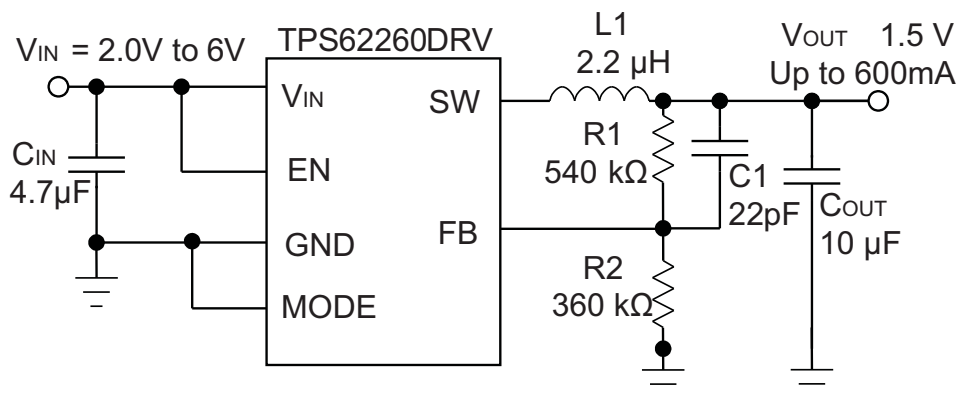 VIN = 2.0V to 6V
CIN
4.7µF
TPS62260DRV
VIN
EN
GND
MODE
SW
FB
L1
2.2 µH
R1
540 kΩ
R2
360 kΩ
C1
22pF
VOUT 1.5 V
Up to 600mA
COUT
10 µF